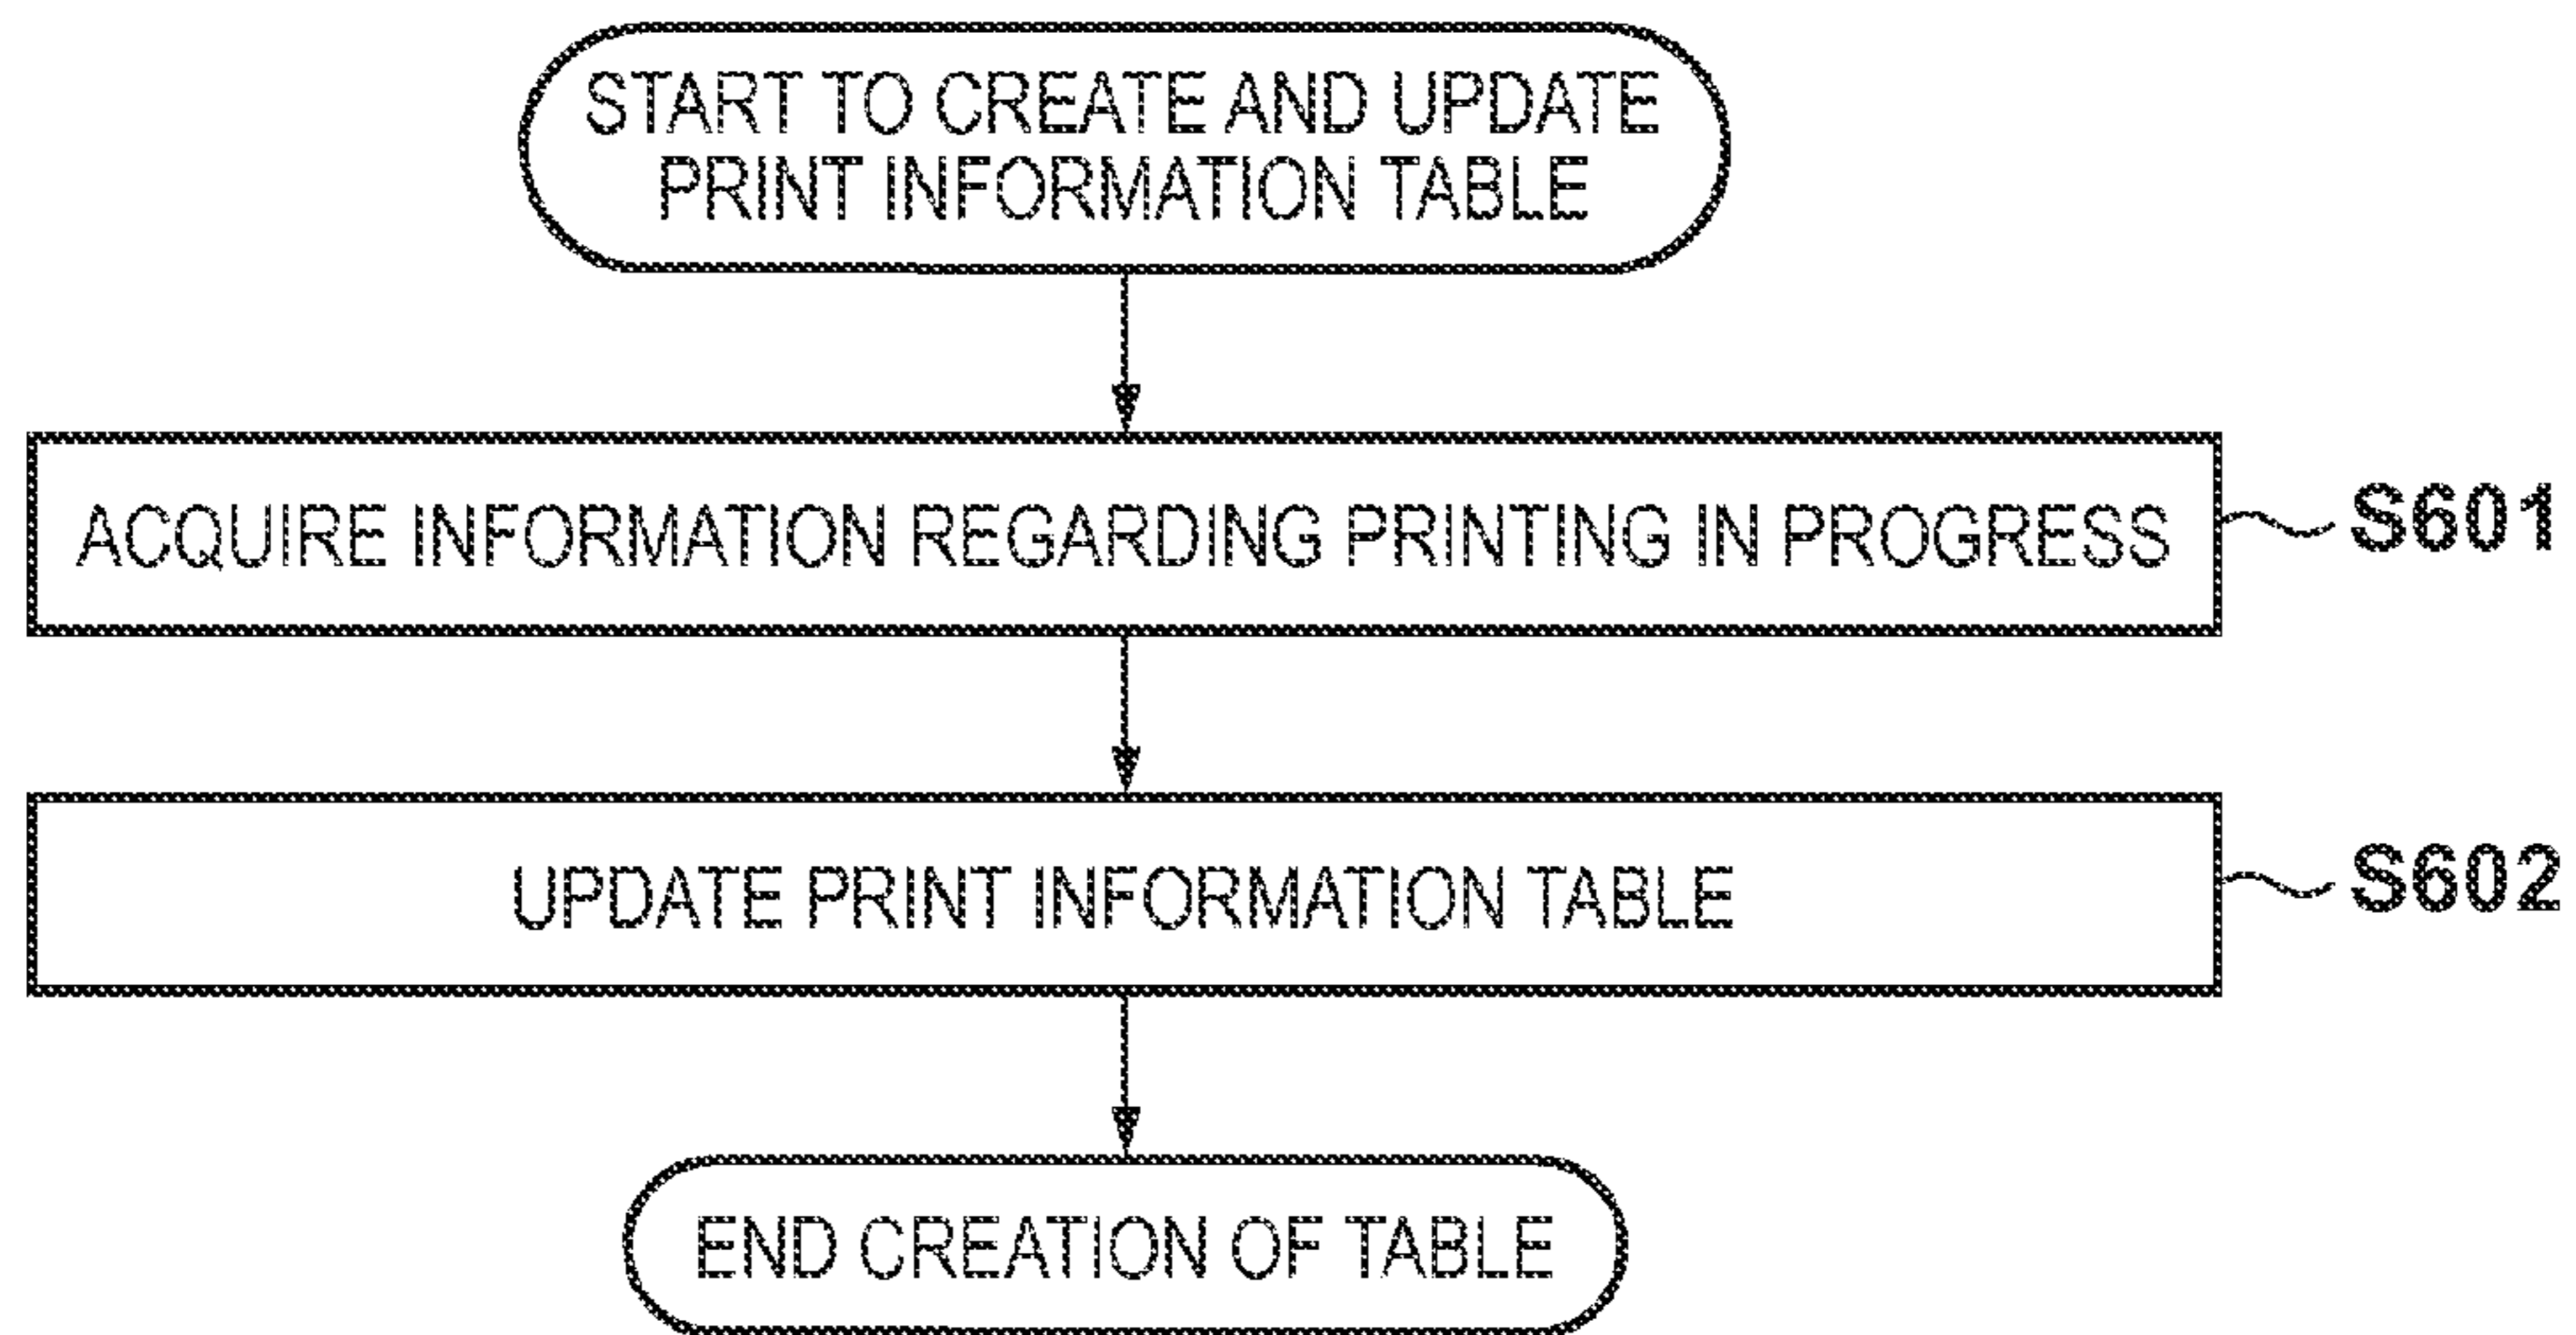 START TO CREATE AND UPDATE
PRINT INFORMATION TABLE
ACQUIRE INFORMATION REGARDING PRINTING IN PROGRESS
S601
UPDATE PRINT INFORMATION TABLE
S602
END CREATION OF TABLE